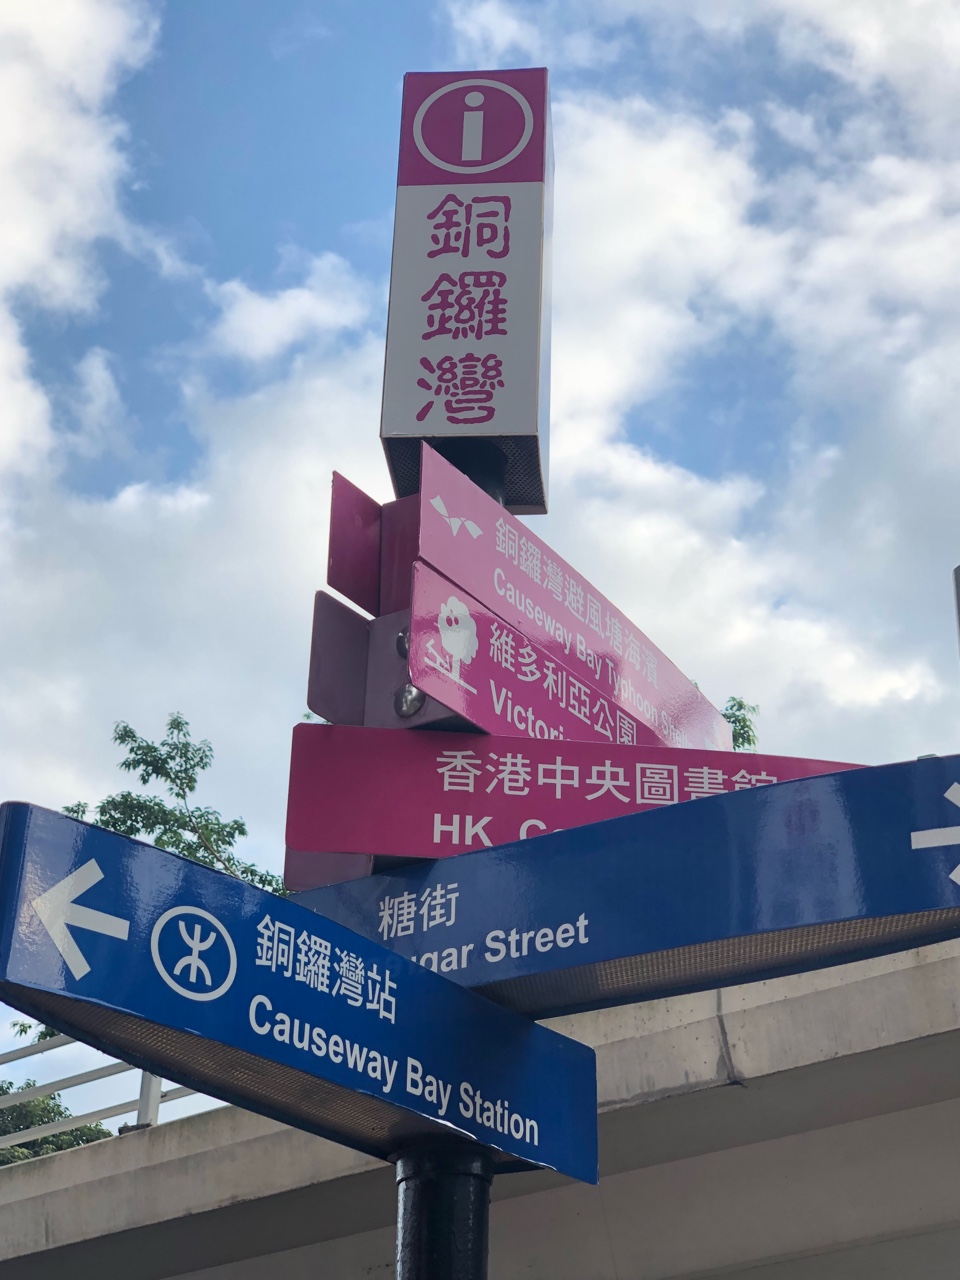 i
銅
鑼
灣
銅鑼灣避風塘海濱
Causeway Bay Typhoon
維多利亞公園
香港中央圖書館
HK
糖街
Street
銅鑼灣站
Causeway Bay Station